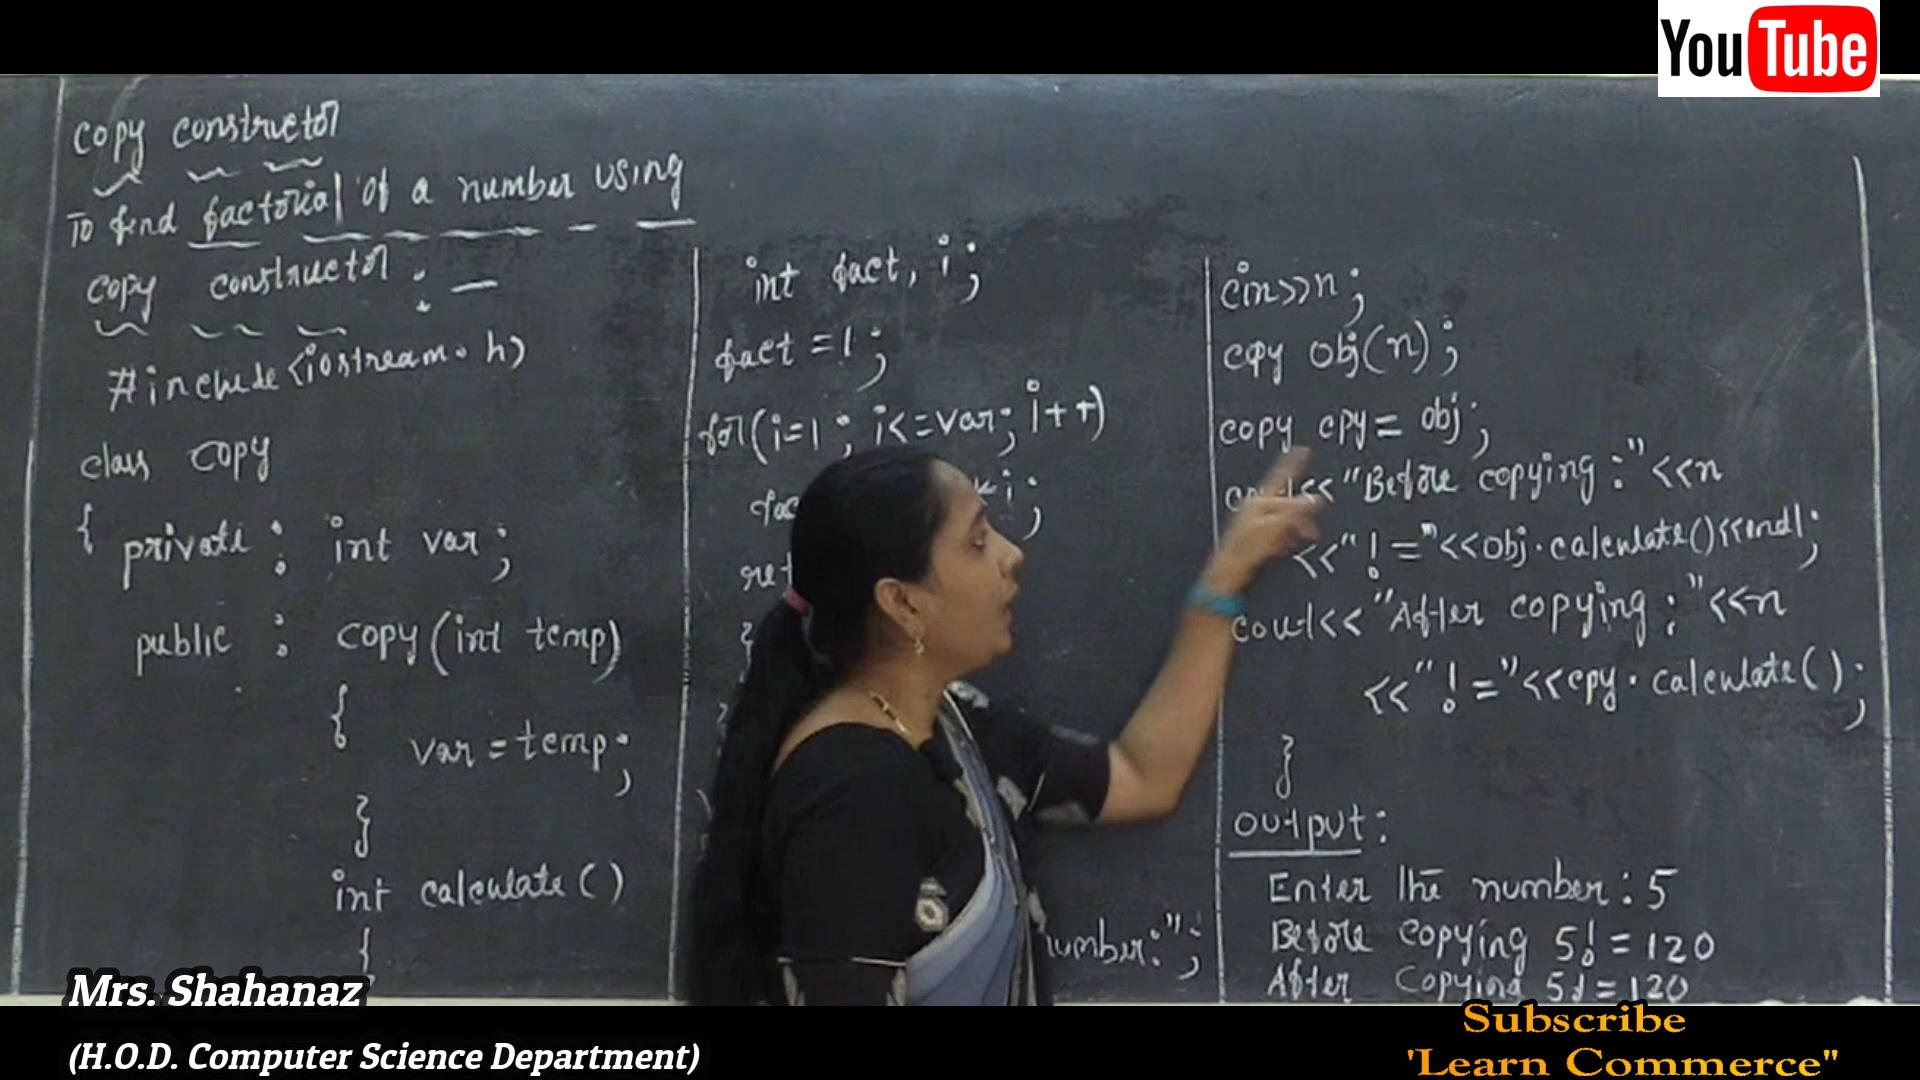 YouTube
copy constructor
To find factorial of a number using
copy constructor :-
#include <iostream.h>
class copy
{ private : int var;
public : copy (int temp)
{
var = temp;
}
int calculate ()
{
int fact, i;
fact = 1;
for (i=1; i<=var; i++)
i;
}
number:";
cin>>n;
copy obj(n);
copy cpy = obj;
<<"Before copying :"<<n
<<"! ="<<obj.calculate()<<endl;
cout<<"After copying :"<<n
<<"! ="<<cpy.calculate();
}
output:
Enter the number : 5
Before copying 5! = 120
After copying 5! = 120
Mrs. Shahanaz
(H.O.D. Computer Science Department)
Subscribe
'Learn Commerce"